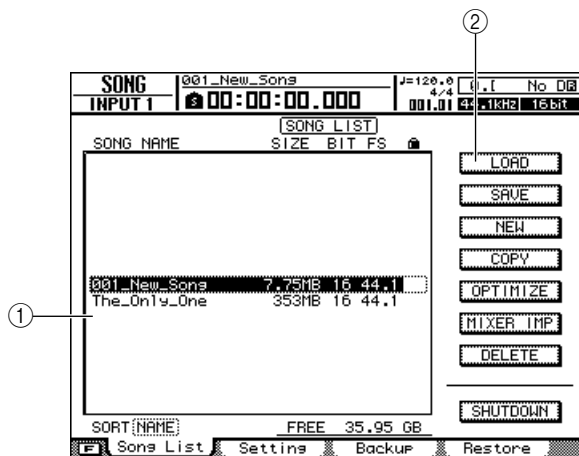 2
SONG
001_New_Song
J=120.0
0.[ No DR
INPUT 1
S 00:00:00.000
4/4
001.01
44.1kHz
16bit
SONG LIST
SONG NAME SIZE BIT FS
LOAD
SAVE
NEW
COPY
001_New_Song 7.75MB 16 44.1
OPTIMIZE
The_Only_One 353MB 16 44.1
1
MIXER IMP
DELETE
SHUTDOWN
SORT NAME FREE 35.95 GB
F Song List Setting Backup Restore